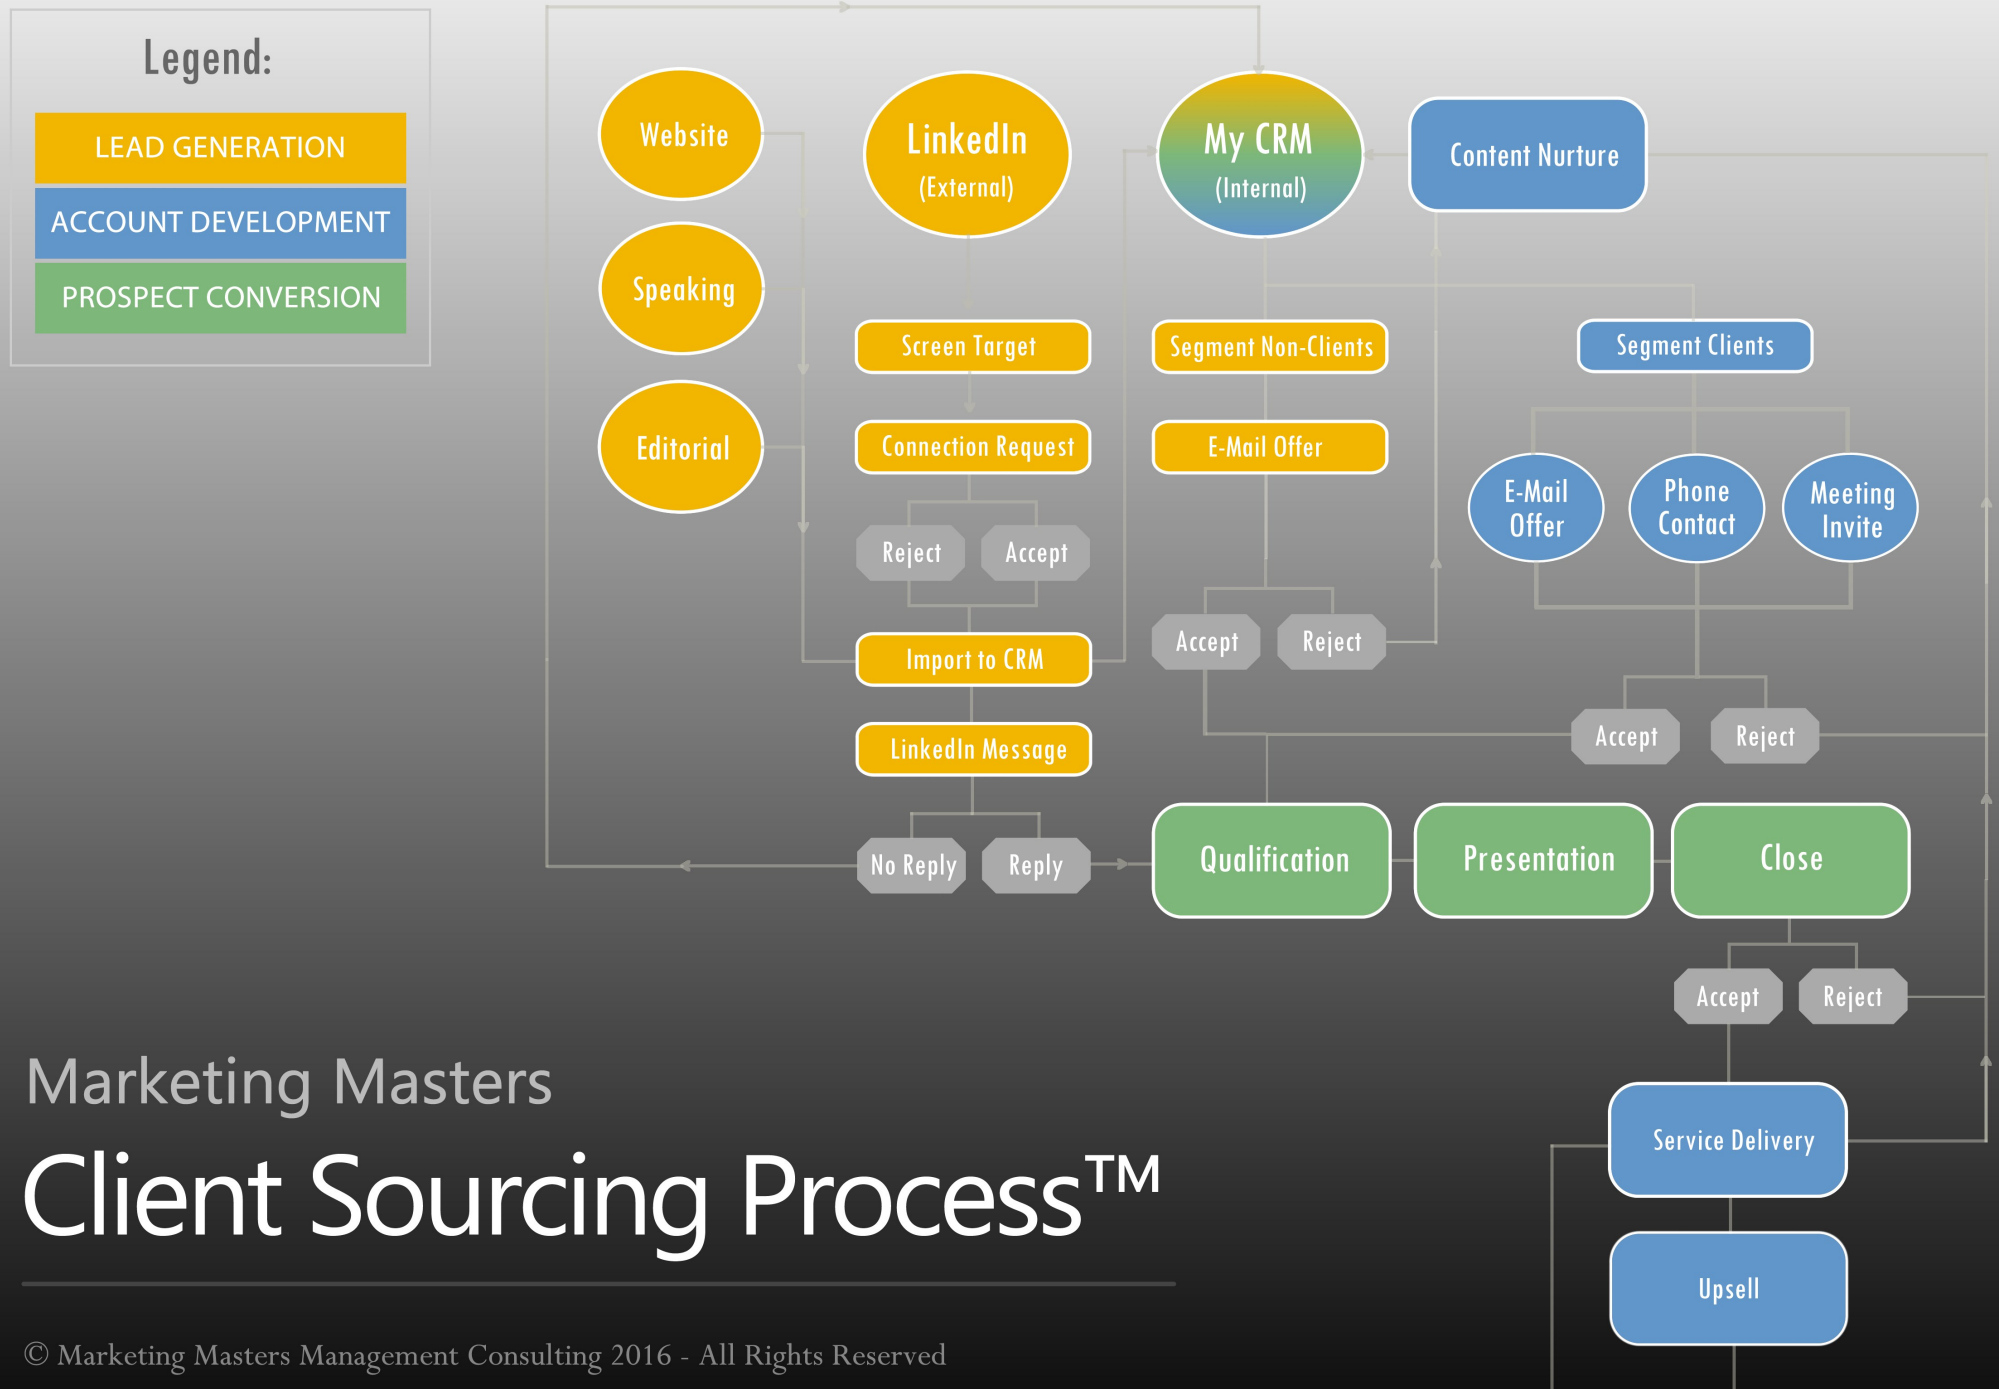 Legend:
LEAD GENERATION
ACCOUNT DEVELOPMENT
PROSPECT CONVERSION
Website
Speaking
Editorial
LinkedIn
(External)
Screen Target
Connection Request
Reject
Accept
Import to CRM
LinkedIn Message
No Reply
Reply
My CRM
(Internal)
Segment Non-Clients
E-Mail Offer
Accept
Reject
Content Nurture
Segment Clients
E-Mail
Offer
Phone
Contact
Meeting
Invite
Accept
Reject
Qualification
Presentation
Close
Accept
Reject
Service Delivery
Upsell
Marketing Masters
Client Sourcing Process™
© Marketing Masters Management Consulting 2016 - All Rights Reserved